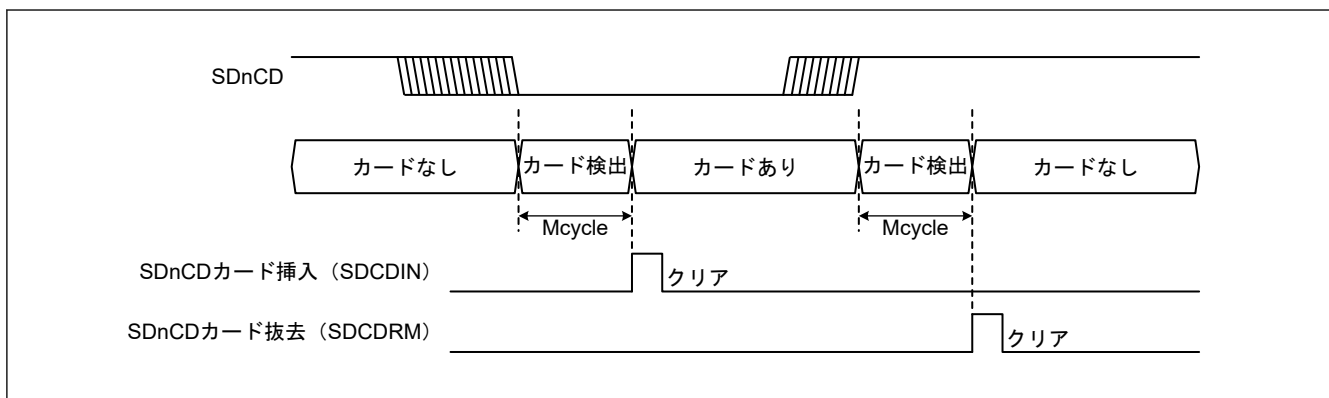 SDnCD
カードなし
カード検出
カードあり
カード検出
カードなし
Mcycle
Mcycle
SDnCDカード挿入（SDCDIN）
クリア
SDnCDカード抜去（SDCDRM）
クリア